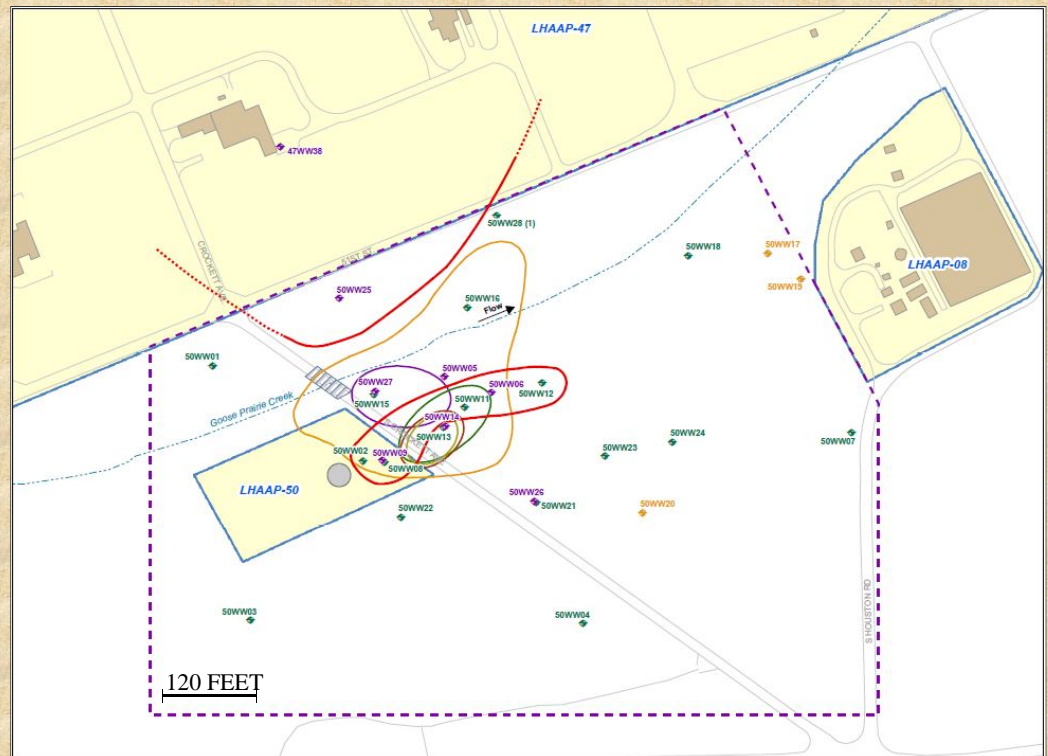 LHAAP-47
47WW38
50WW28 (1)
CROCKETT AVE
51ST ST
50WW18
50WW17
50WW19
LHAAP-08
50WW25
50WW16
Flow
50WW01
50WW27
50WW05
50WW06
50WW12
50WW15
50WW11
Goose Prairie Creek
50WW14
50WW13
S CROCKETT AVE
50WW02
50WW09
50WW08
50WW24
50WW23
50WW07
LHAAP-50
50WW26
50WW21
50WW20
50WW22
50WW03
50WW04
S HOUSTON RD
120 FEET